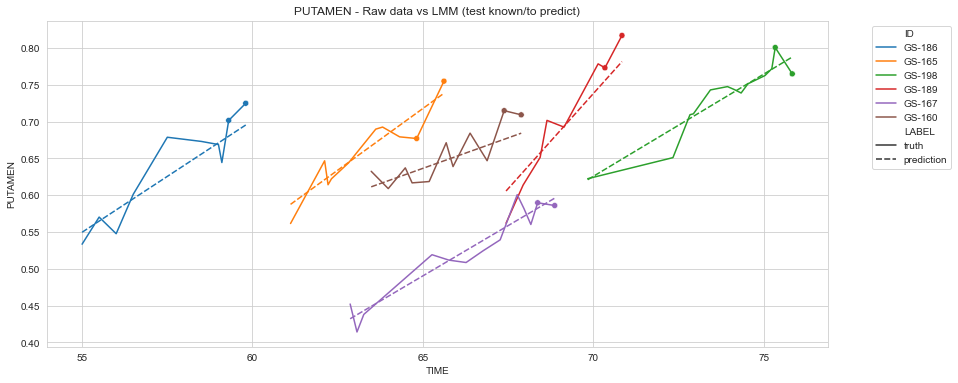 PUTAMEN - Raw data vs LMM (test known/to predict)
PUTAMEN
0.80
0.75
0.70
0.65
0.60
0.55
0.50
0.45
0.40
55
60
65
70
75
TIME
ID
GS-186
GS-165
GS-198
GS-189
GS-167
GS-160
LABEL
truth
prediction